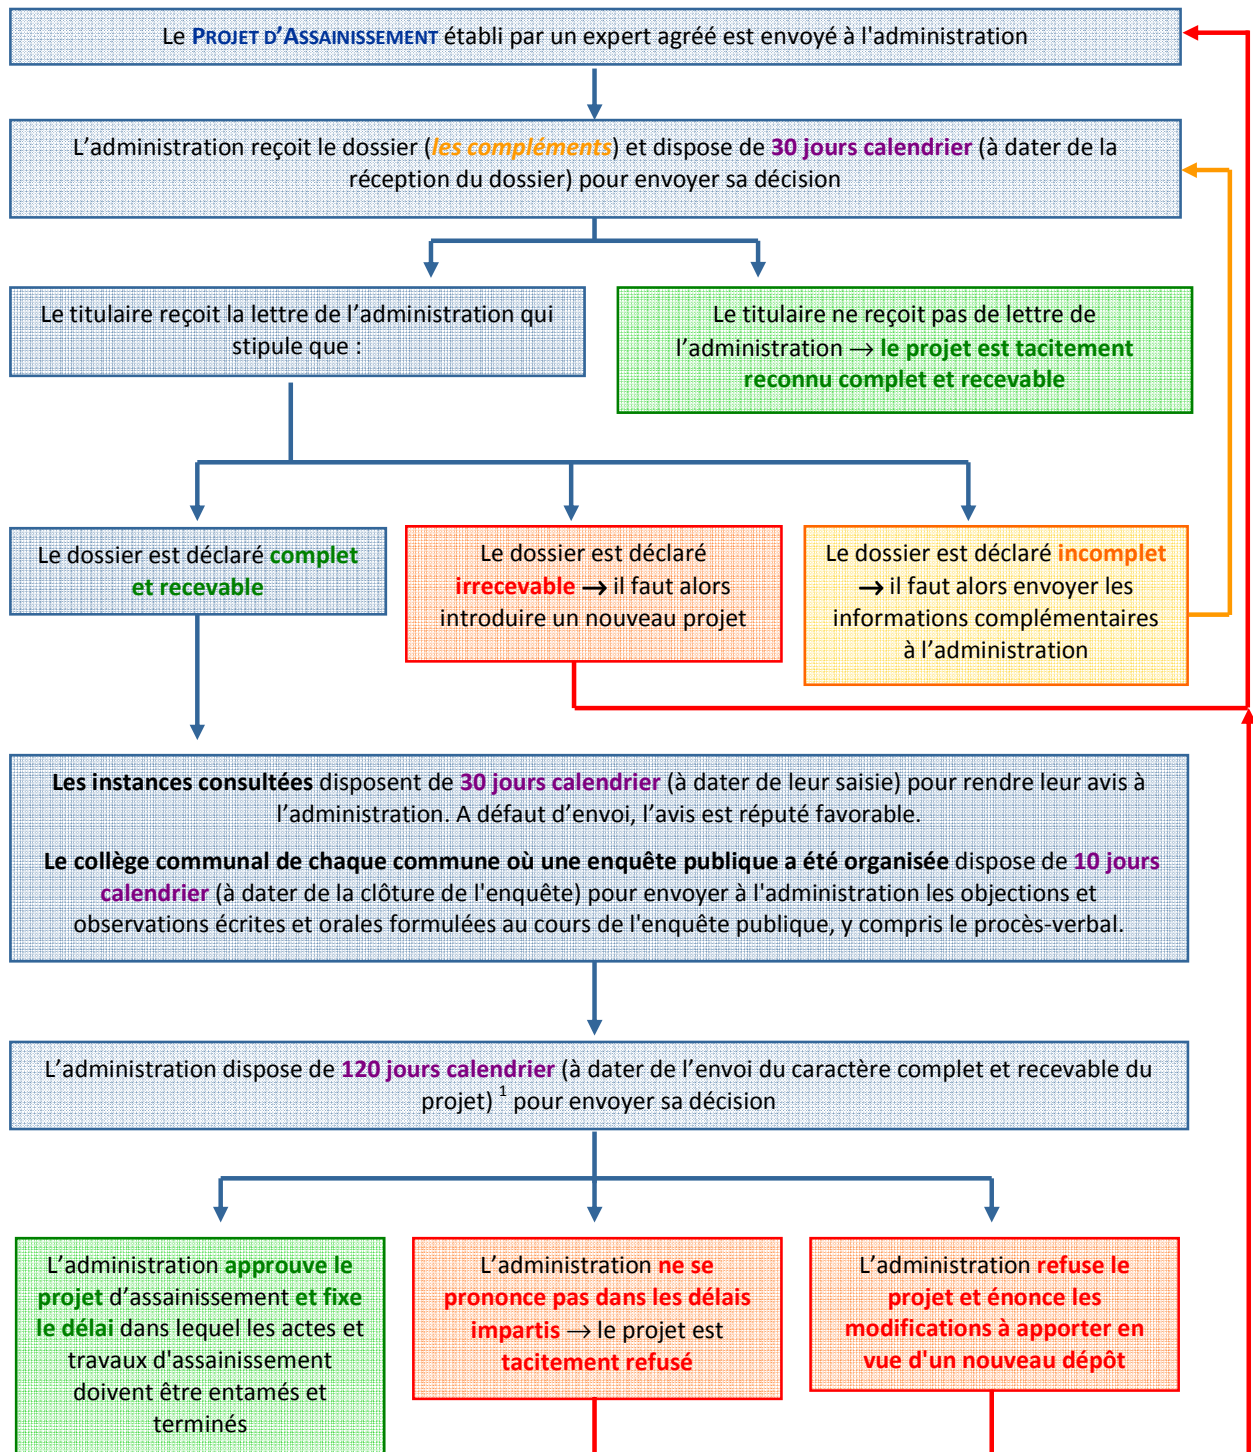 Le PROJET D'ASSAINISSEMENT établi par un expert agréé est envoyé à l'administration
L'administration reçoit le dossier (les compléments) et dispose de 30 jours calendrier (à dater de la
réception du dossier) pour envoyer sa décision
Le titulaire reçoit la lettre de l'administration qui
stipule que :
Le titulaire ne reçoit pas de lettre de
l'administration → le projet est tacitement
reconnu complet et recevable
Le dossier est déclaré complet
et recevable
Le dossier est déclaré
irrecevable → il faut alors
introduire un nouveau projet
Le dossier est déclaré incomplet
→ il faut alors envoyer les
informations complémentaires
à l'administration
Les instances consultées disposent de 30 jours calendrier (à dater de leur saisie) pour rendre leur avis à
l'administration. A défaut d'envoi, l'avis est réputé favorable.
Le collège communal de chaque commune où une enquête publique a été organisée dispose de 10 jours
calendrier (à dater de la clôture de l'enquête) pour envoyer à l'administration les objections et
observations écrites et orales formulées au cours de l'enquête publique, y compris le procès-verbal.
L'administration dispose de 120 jours calendrier (à dater de l'envoi du caractère complet et recevable du
projet) 1 pour envoyer sa décision
L'administration approuve le
projet d'assainissement et fixe
le délai dans lequel les actes et
travaux d'assainissement
doivent être entamés et
terminés
L'administration ne se
prononce pas dans les délais
impartis → le projet est
tacitement refusé
L'administration refuse le
projet et énonce les
modifications à apporter en
vue d'un nouveau dépôt